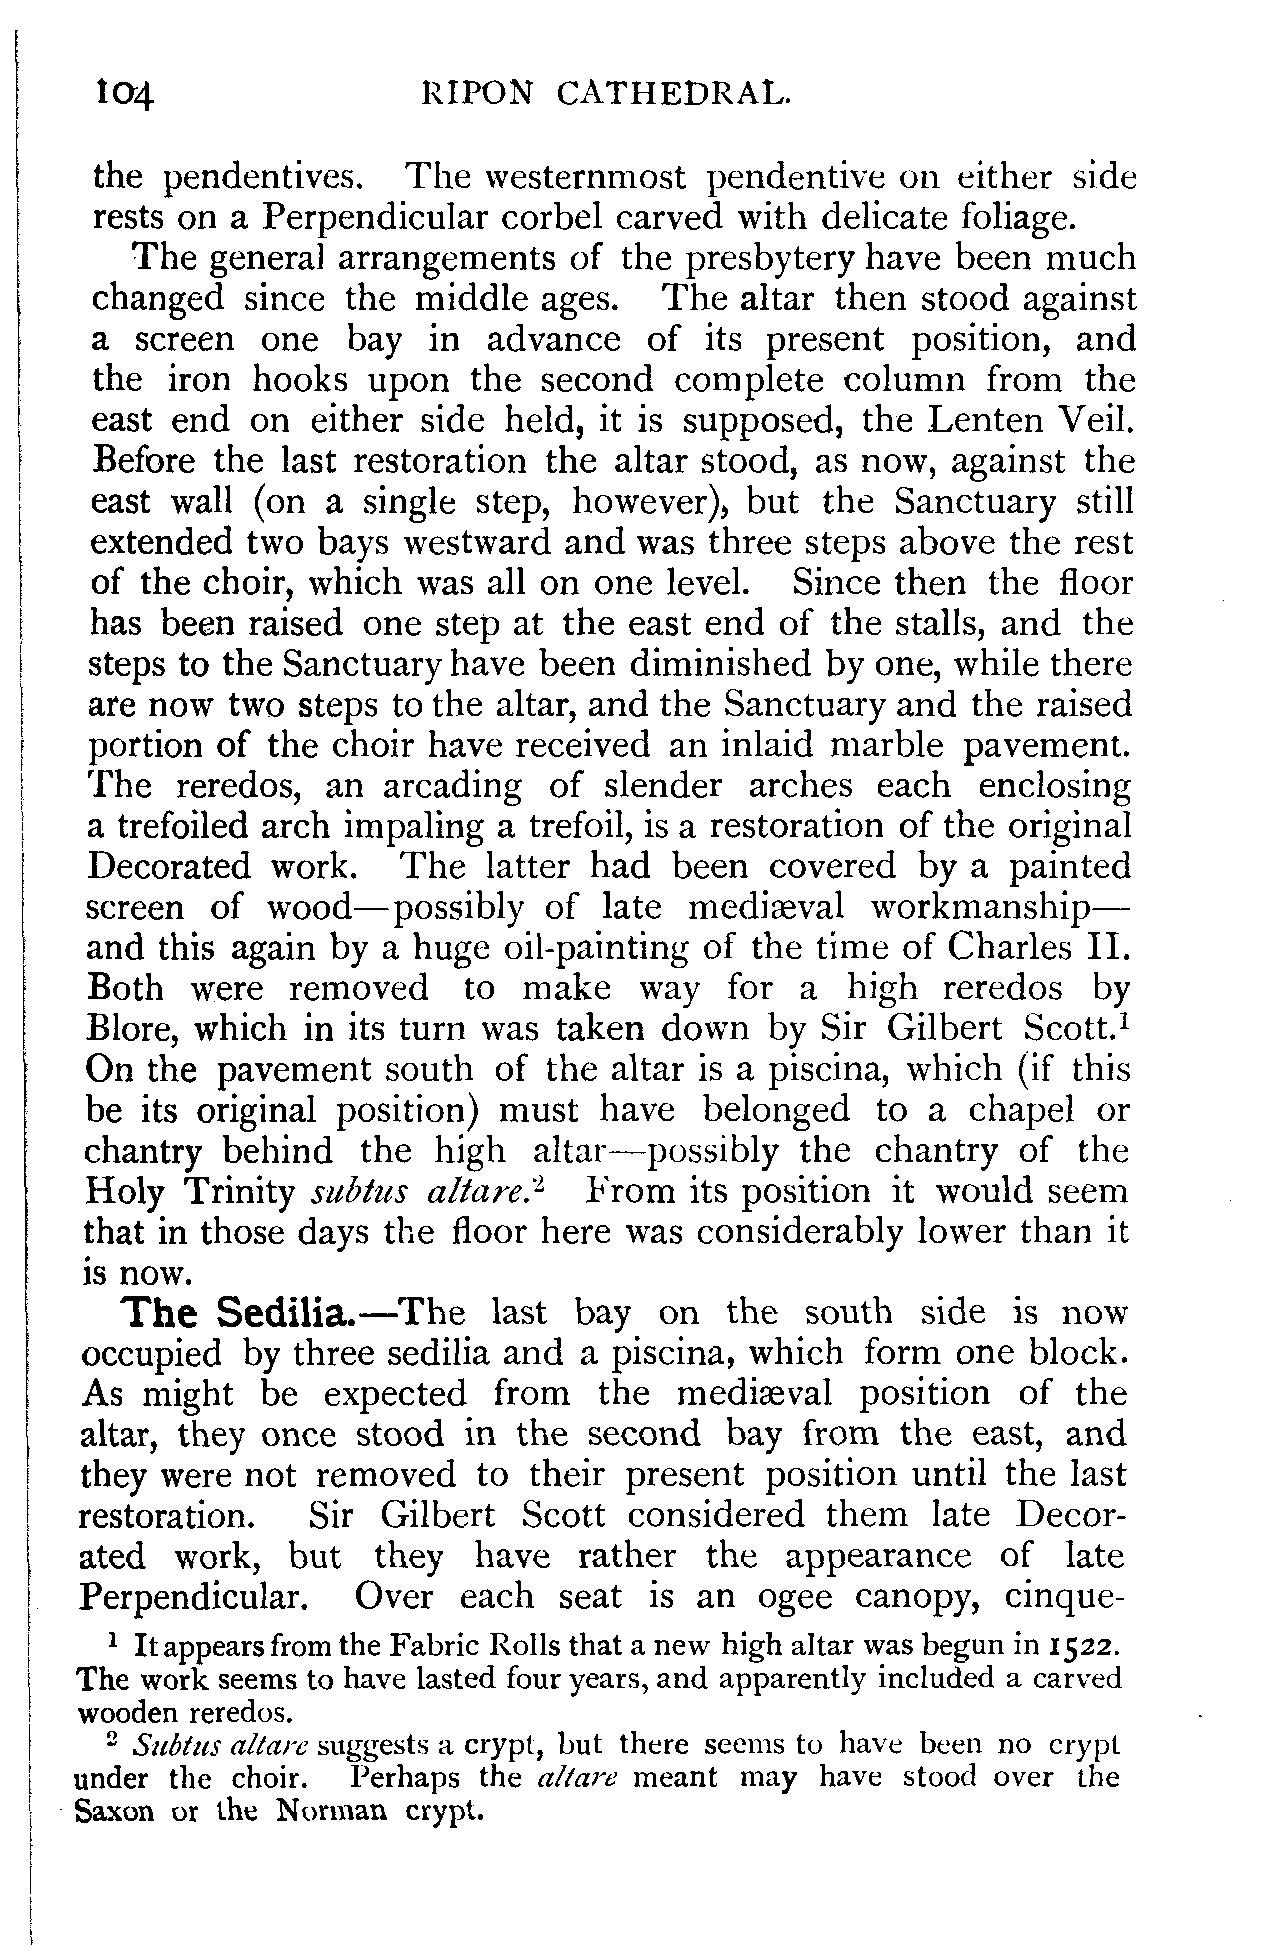 104 RIPON CATHEDRAL.
the pendentives. The westernmost pendentive on either side
rests on a Perpendicular corbel carved with delicate foliage.
The general arrangements of the presbytery have been much
changed since the middle ages. The altar then stood against
a screen one bay in advance of its present position, and
the iron hooks upon the second complete column from the
east end on either side held, it is supposed, the Lenten Veil.
Before the last restoration the altar stood, as now, against the
east wall (on a single step, however), but the Sanctuary still
extended two bays westward and was three steps above the rest
of the choir, which was all on one level. Since then the floor
has been raised one step at the east end of the stalls, and the
steps to the Sanctuary have been diminished by one, while there
are now two steps to the altar, and the Sanctuary and the raised
portion of the choir have received an inlaid marble pavement.
The reredos, an arcading of slender arches each enclosing
a trefoiled arch impaling a trefoil, is a restoration of the original
Decorated work. The latter had been covered by a painted
screen of wood—possibly of late mediæval workmanship—
and this again by a huge oil-painting of the time of Charles II.
Both were removed to make way for a high reredos by
Blore, which in its turn was taken down by Sir Gilbert Scott.¹
On the pavement south of the altar is a piscina, which (if this
be its original position) must have belonged to a chapel or
chantry behind the high altar—possibly the chantry of the
Holy Trinity subtus altare.² From its position it would seem
that in those days the floor here was considerably lower than it
is now.
The Sedilia.—The last bay on the south side is now
occupied by three sedilia and a piscina, which form one block.
As might be expected from the mediæval position of the
altar, they once stood in the second bay from the east, and
they were not removed to their present position until the last
restoration. Sir Gilbert Scott considered them late Decor-
ated work, but they have rather the appearance of late
Perpendicular. Over each seat is an ogee canopy, cinque-
¹ It appears from the Fabric Rolls that a new high altar was begun in 1522.
The work seems to have lasted four years, and apparently included a carved
wooden reredos.
² Subtus altare suggests a crypt, but there seems to have been no crypt
under the choir. Perhaps the altare meant may have stood over the
Saxon or the Norman crypt.